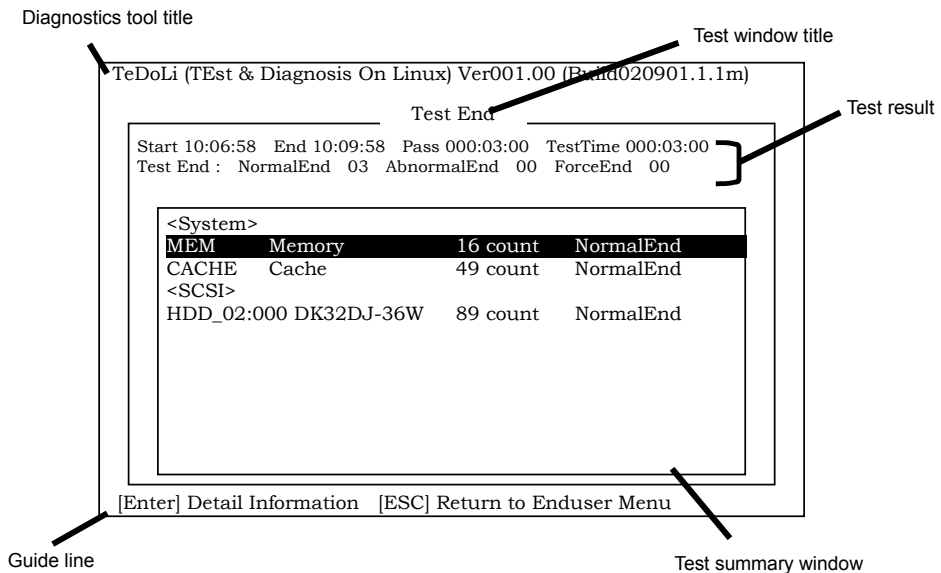 Diagnostics tool title
Test window title
TeDoLi (TEst & Diagnosis On Linux) Ver001.00 (Build020901.1.1m)
Test End
Test result
Start 10:06:58 End 10:09:58 Pass 000:03:00 TestTime 000:03:00
Test End : NormalEnd 03 AbnormalEnd 00 ForceEnd 00
<System>
MEM Memory 16 count NormalEnd
CACHE Cache 49 count NormalEnd
<SCSI>
HDD_02:000 DK32DJ-36W 89 count NormalEnd
[Enter] Detail Information [ESC] Return to Enduser Menu
Guide line
Test summary window